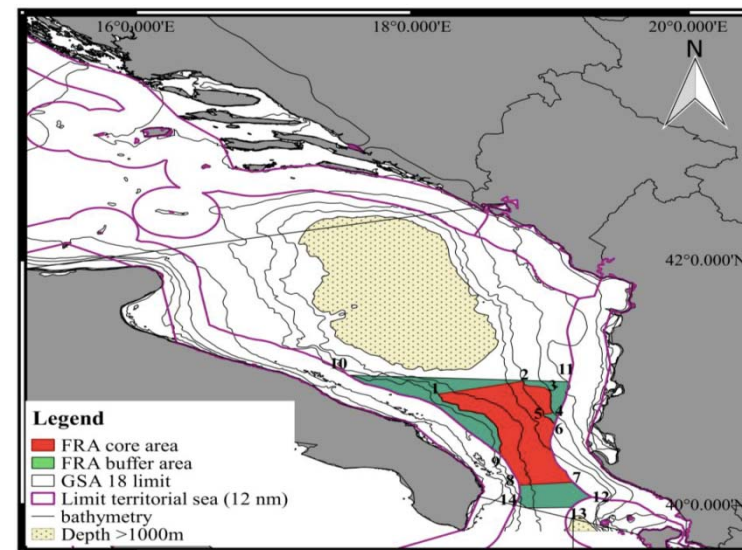 16°0.000'E 18°0.000'E 20°0.000'E
N
42°0.000'N
10
2
11
1
3
5
4
6
9
8
7
14
12
13
40°0.000'N
Legend
FRA core area
FRA buffer area
GSA 18 limit
Limit territorial sea (12 nm)
bathymetry
Depth >1000m